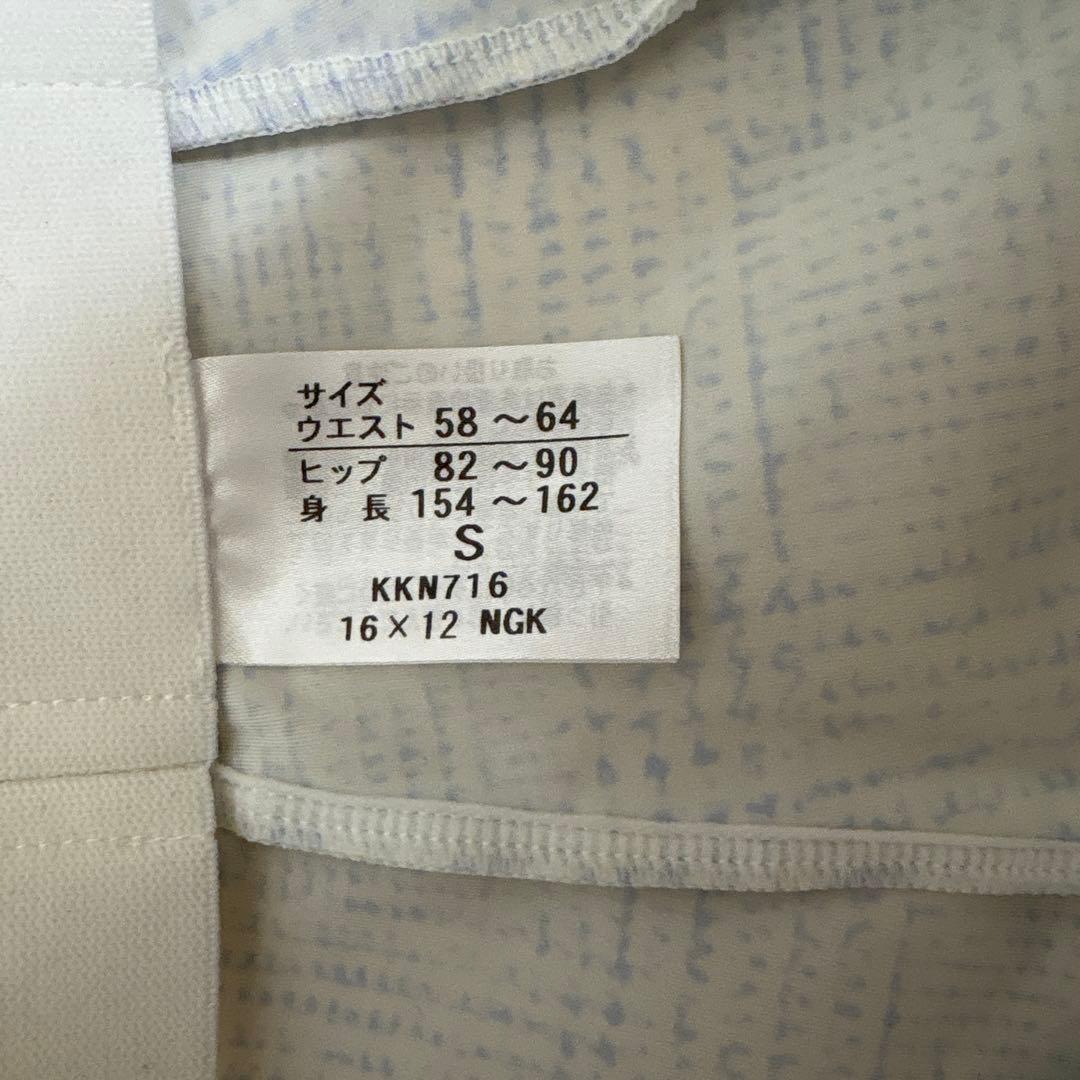 サイズ
ウエスト 58 〜 64
ヒップ 82 〜 90
身 長 154 〜 162
S
KKN716
16×12 NGK